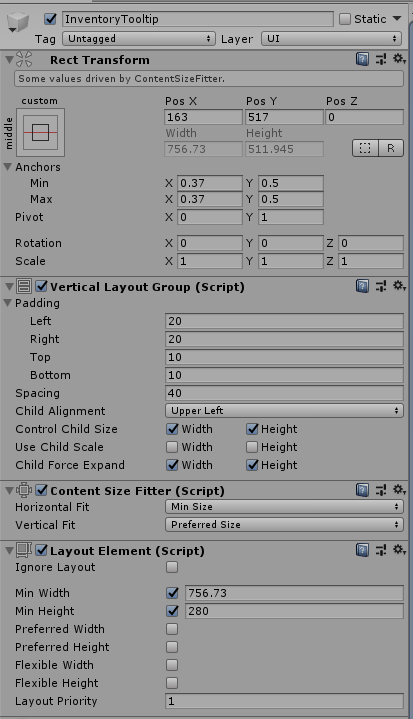 InventoryTooltip Static
Tag Untagged Layer UI
Rect Transform
Some values driven by ContentSizeFitter.
custom Pos X Pos Y Pos Z
middle 163 517 0
Width Height
756.73 511.945 R
Anchors
Min X 0.37 Y 0.5
Max X 0.37 Y 0.5
Pivot X 0 Y 1
Rotation X 0 Y 0 Z 0
Scale X 1 Y 1 Z 1
Vertical Layout Group (Script)
Padding
Left 20
Right 20
Top 10
Bottom 10
Spacing 40
Child Alignment Upper Left
Control Child Size Width Height
Use Child Scale Width Height
Child Force Expand Width Height
Content Size Fitter (Script)
Horizontal Fit Min Size
Vertical Fit Preferred Size
Layout Element (Script)
Ignore Layout
Min Width 756.73
Min Height 280
Preferred Width
Preferred Height
Flexible Width
Flexible Height
Layout Priority 1